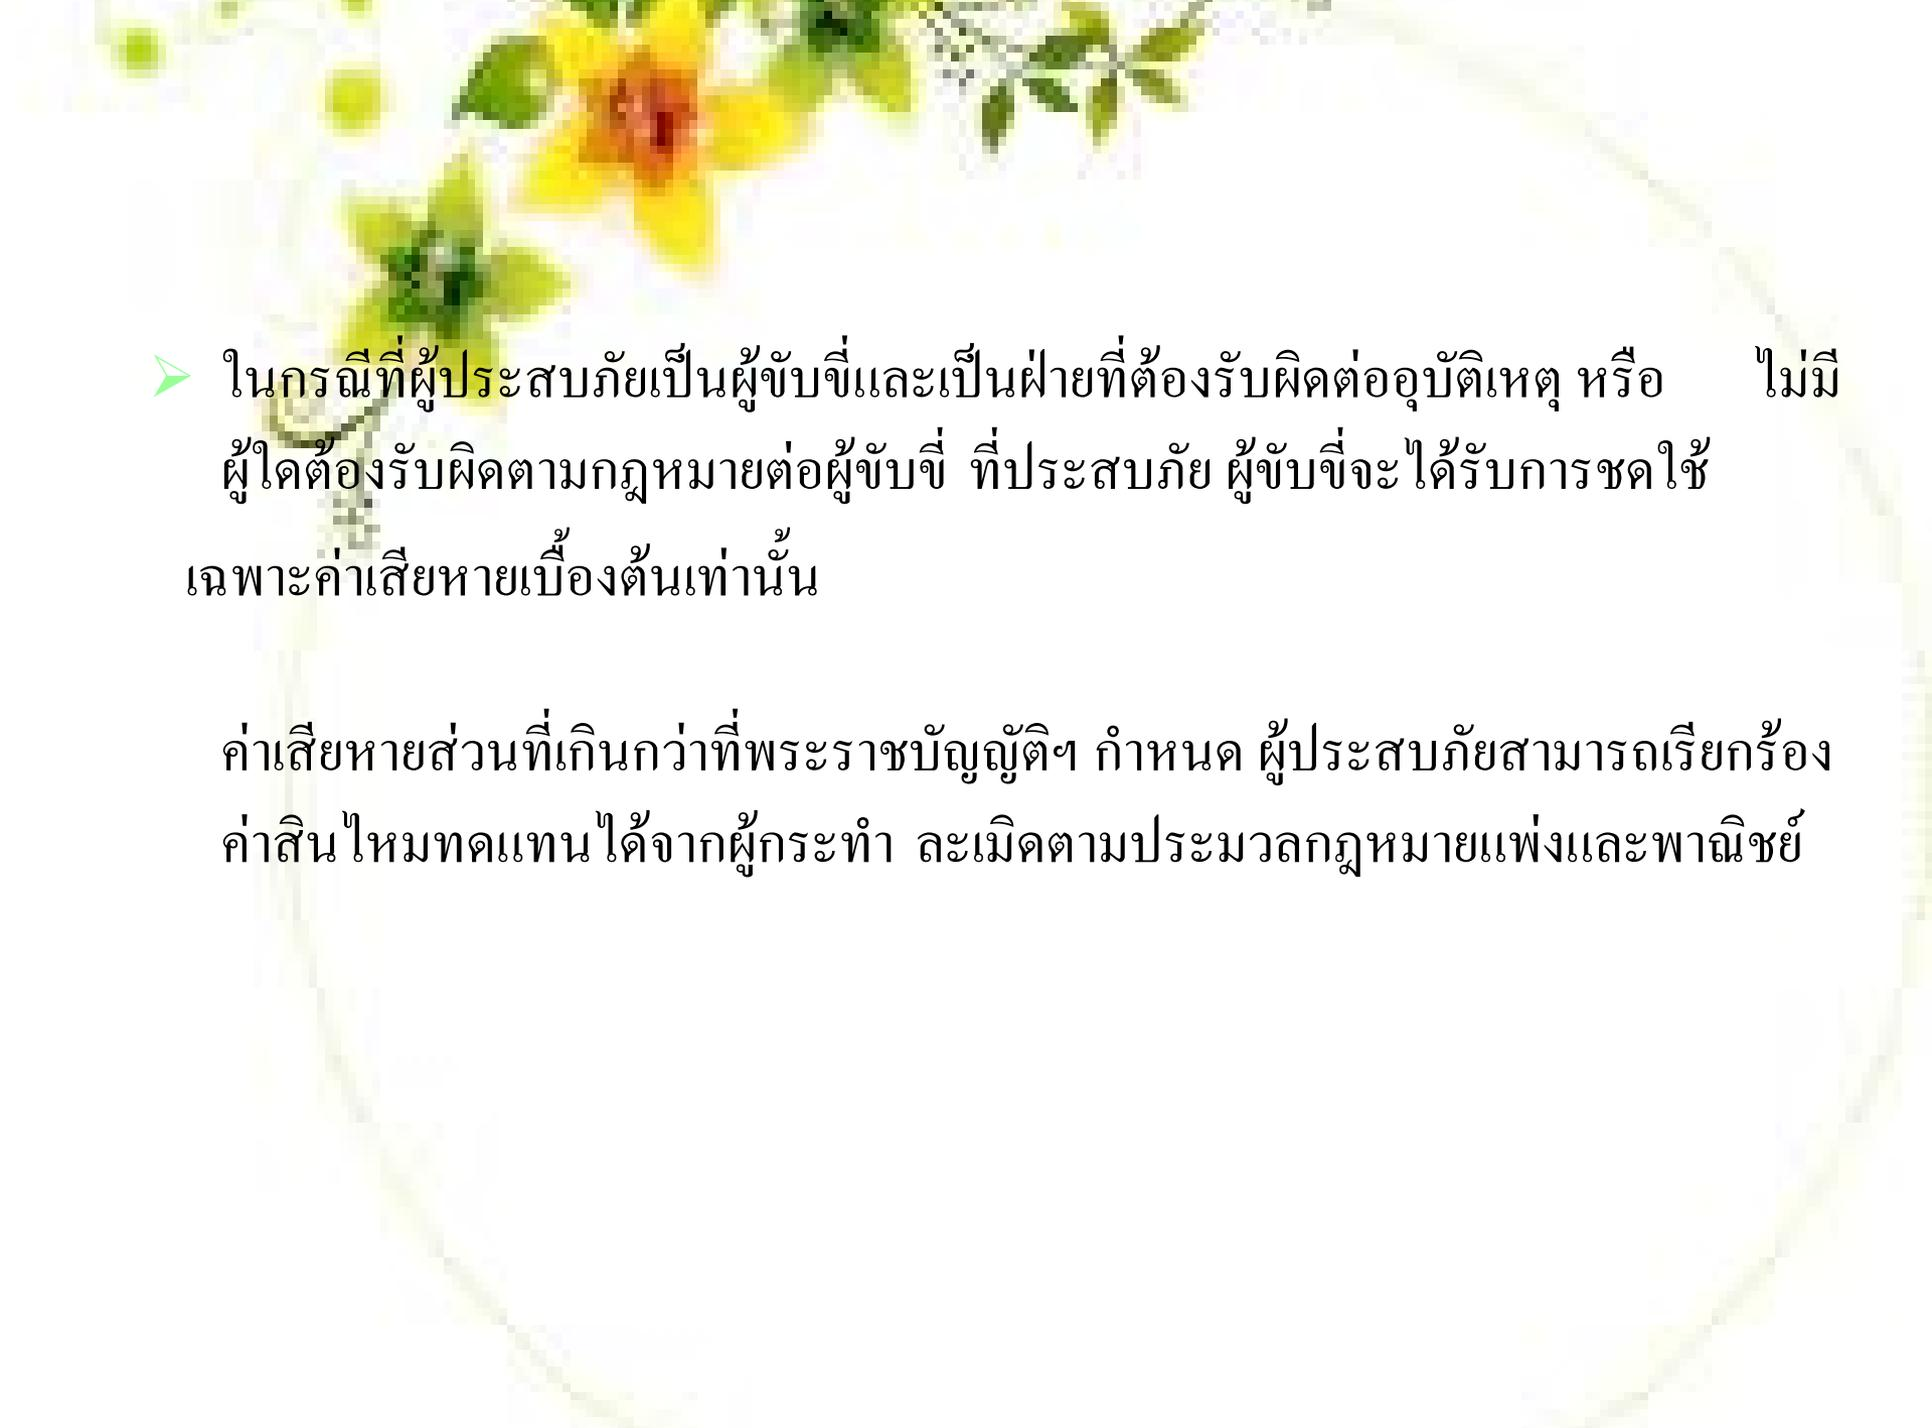 ในกรณีที่ผู้ประสบภัยเป็นผู้ขับขี่และเป็นฝ่ายที่ต้องรับผิดต่ออุบัติเหตุ หรือ ไม่มี
ผู้ใดต้องรับผิดตามกฎหมายต่อผู้ขับขี่ ที่ประสบภัย ผู้ขับขี่จะได้รับการชดใช้
เฉพาะค่าเสียหายเบื้องต้นเท่านั้น
ค่าเสียหายส่วนที่เกินกว่าที่พระราชบัญญัติฯ กำหนด ผู้ประสบภัยสามารถเรียกร้อง
ค่าสินไหมทดแทนได้จากผู้กระทำ ละเมิดตามประมวลกฎหมายแพ่งและพาณิชย์